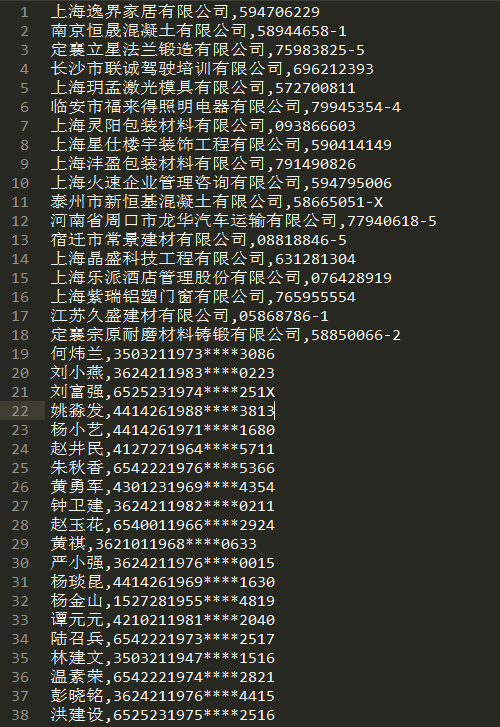 1 上海逸界家居有限公司,594706229
2 南京恒晟混凝土有限公司,58944658-1
3 定襄立星法兰锻造有限公司,75983825-5
4 长沙市联诚驾驶培训有限公司,696212393
5 上海玥孟激光模具有限公司,572700811
6 临安市福来得照明电器有限公司,79945354-4
7 上海灵阳包装材料有限公司,093866603
8 上海星仕楼宇装饰工程有限公司,590414149
9 上海沣盈包装材料有限公司,791490826
10 上海火速企业管理咨询有限公司,594795006
11 泰州市新恒基混凝土有限公司,58665051-X
12 河南省周口市龙华汽车运输有限公司,77940618-5
13 宿迁市常景建材有限公司,08818846-5
14 上海晶盛科技工程有限公司,631281304
15 上海乐派酒店管理股份有限公司,076428919
16 上海紫瑞铝塑门窗有限公司,765955554
17 江苏久盛建材有限公司,05868786-1
18 定襄宗原耐磨材料铸锻有限公司,58850066-2
19 何炜兰,3503211973****3086
20 刘小燕,3624211983****0223
21 刘富强,6525231974****251X
22 姚淼发,4414261988****3813
23 杨小艺,4414261971****1680
24 赵井民,4127271964****5711
25 朱秋香,6542221976****5366
26 黄勇军,4301231969****4354
27 钟卫建,3624211982****0211
28 赵玉花,6540011966****2924
29 黄祺,3621011968****0633
30 严小强,3624211976****0015
31 杨琰昆,4414261969****1630
32 杨金山,1527281955****4819
33 谭元元,4210211981****2040
34 陆召兵,6542221973****2517
35 林建文,3503211947****1516
36 温素荣,6542221974****2821
37 彭晓铭,3624211976****4415
38 洪建设,6525231975****2516